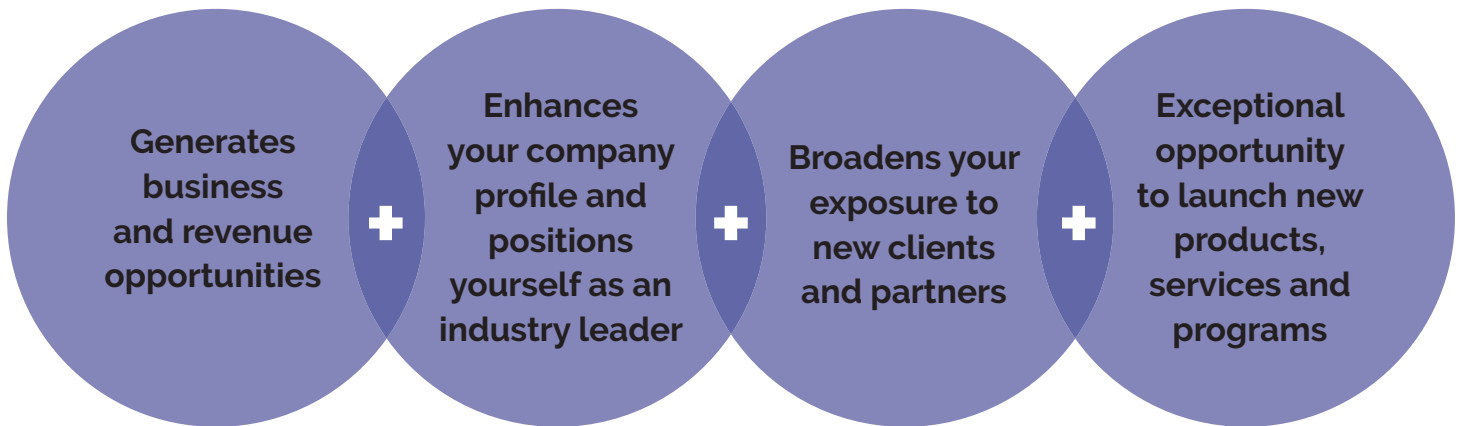 Generates
business
and revenue
opportunities
Enhances
your company
profile and
positions
yourself as an
industry leader
Broadens your
exposure to
new clients
and partners
Exceptional
opportunity
to launch new
products,
services and
programs